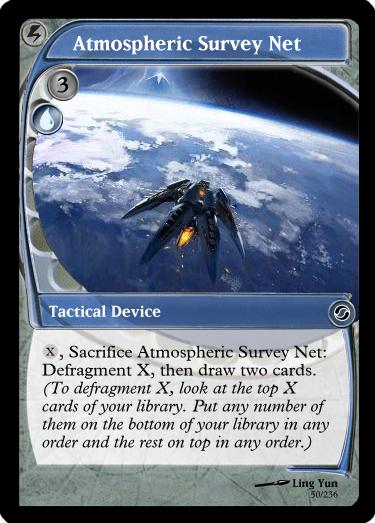 Atmospheric Survey Net
3
Tactical Device
X, Sacrifice Atmospheric Survey Net:
Defragment X, then draw two cards.
(To defragment X, look at the top X
cards of your library. Put any number of
them on the bottom of your library in any
order and the rest on top in any order.)
Ling Yun
50/236